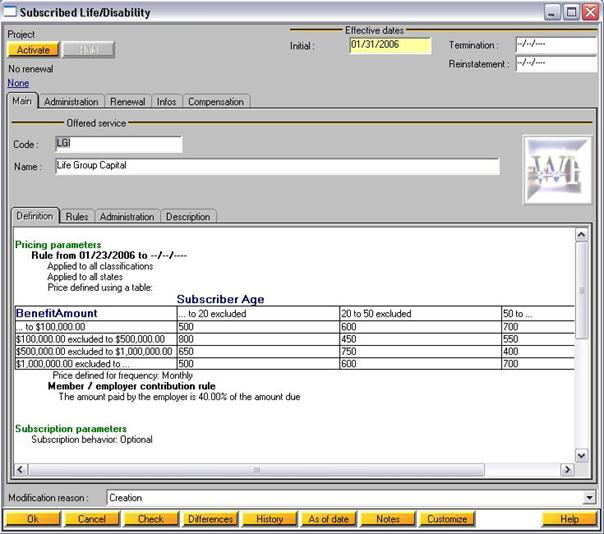 Subscribed Life/Disability
Project
Activate Hold
No renewal
None
Effective dates
Initial : 01/31/2006 Termination : --/--/----
Reinstatement : --/--/----
Main Administration Renewal Infos Compensation
Offered service
Code : LGI
Name : Life Group Capital
Definition Rules Administration Description
Pricing parameters
Rule from 01/23/2006 to --/--/----
Applied to all classifications
Applied to all states
Price defined using a table:
Subscriber Age
BenefitAmount ... to 20 excluded 20 to 50 excluded 50 to ...
... to $100,000.00 500 600 700
$100,000.00 excluded to $500,000.00 800 450 550
$500,000.00 excluded to $1,000,000.00 650 750 400
$1,000,000.00 excluded to ... 500 600 700
Price defined for frequency: Monthly
Member / employer contribution rule
The amount paid by the employer is 40.00% of the amount due
Subscription parameters
Subscription behavior: Optional
Modification reason : Creation
Ok Cancel Check Differences History As of date Notes Customize Help